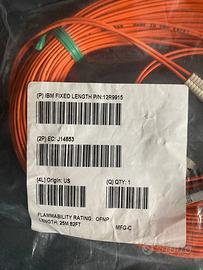 (P) IBM FIXED LENGTH P/N:12R9915
(2P) EC: J14853
(4L) Origin: US
(Q) QTY: 1
FLAMMABILITY RATING: OFNP
LENGTH: 25M,82FT
MFG-C